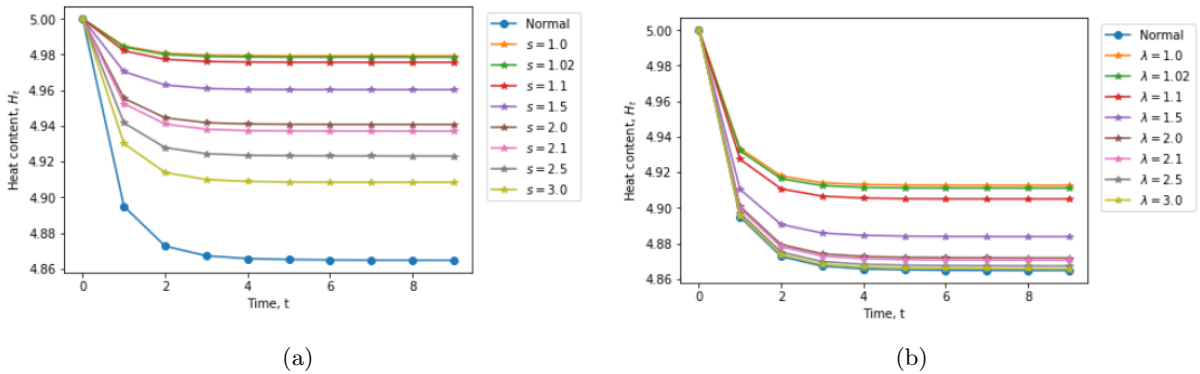 5.00
4.98
4.96
4.94
4.92
4.90
4.88
4.86
Heat content, H_t
0 2 4 6 8
Time, t
Normal
s = 1.0
s = 1.02
s = 1.1
s = 1.5
s = 2.0
s = 2.1
s = 2.5
s = 3.0
(a)
5.00
4.98
4.96
4.94
4.92
4.90
4.88
4.86
Heat content, H_t
0 2 4 6 8
Time, t
Normal
λ = 1.0
λ = 1.02
λ = 1.1
λ = 1.5
λ = 2.0
λ = 2.1
λ = 2.5
λ = 3.0
(b)